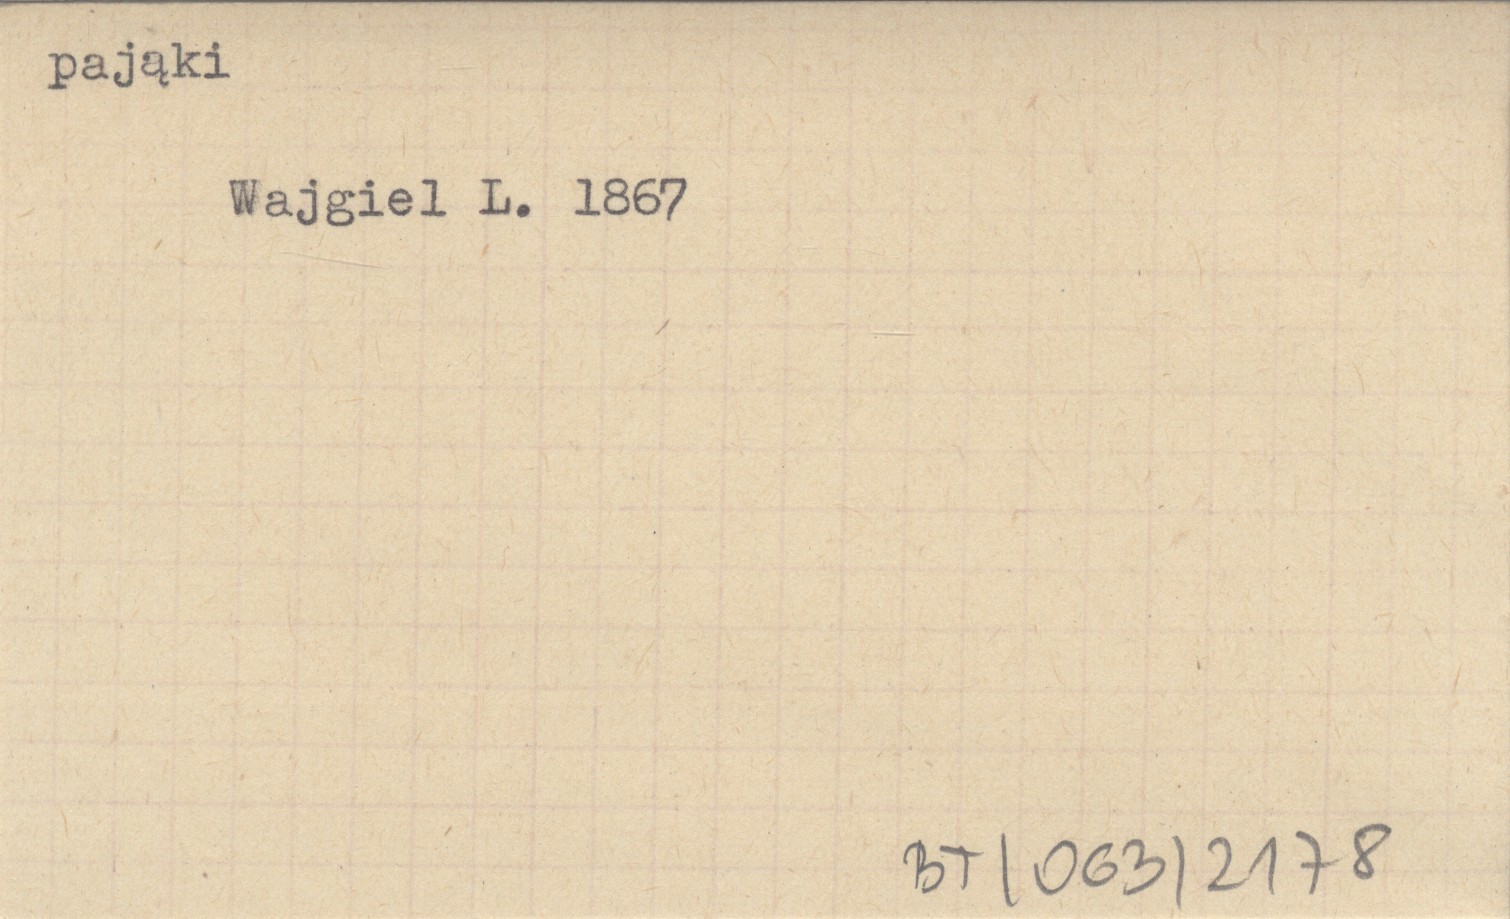 pająki
Wajgiel L. 1867
BT/063/2178